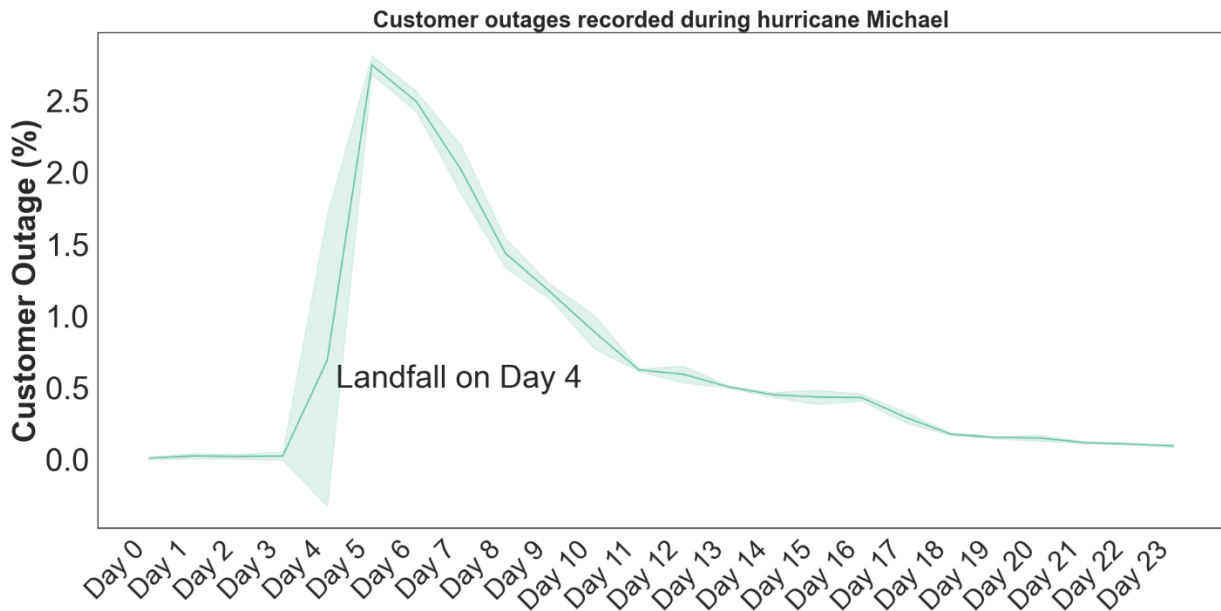 Customer outages recorded during hurricane Michael
Customer Outage (%)
2.5
2.0
1.5
1.0
0.5
0.0
Landfall on Day 4
Day 0
Day 1
Day 2
Day 3
Day 4
Day 5
Day 6
Day 7
Day 8
Day 9
Day 10
Day 11
Day 12
Day 13
Day 14
Day 15
Day 16
Day 17
Day 18
Day 19
Day 20
Day 21
Day 22
Day 23